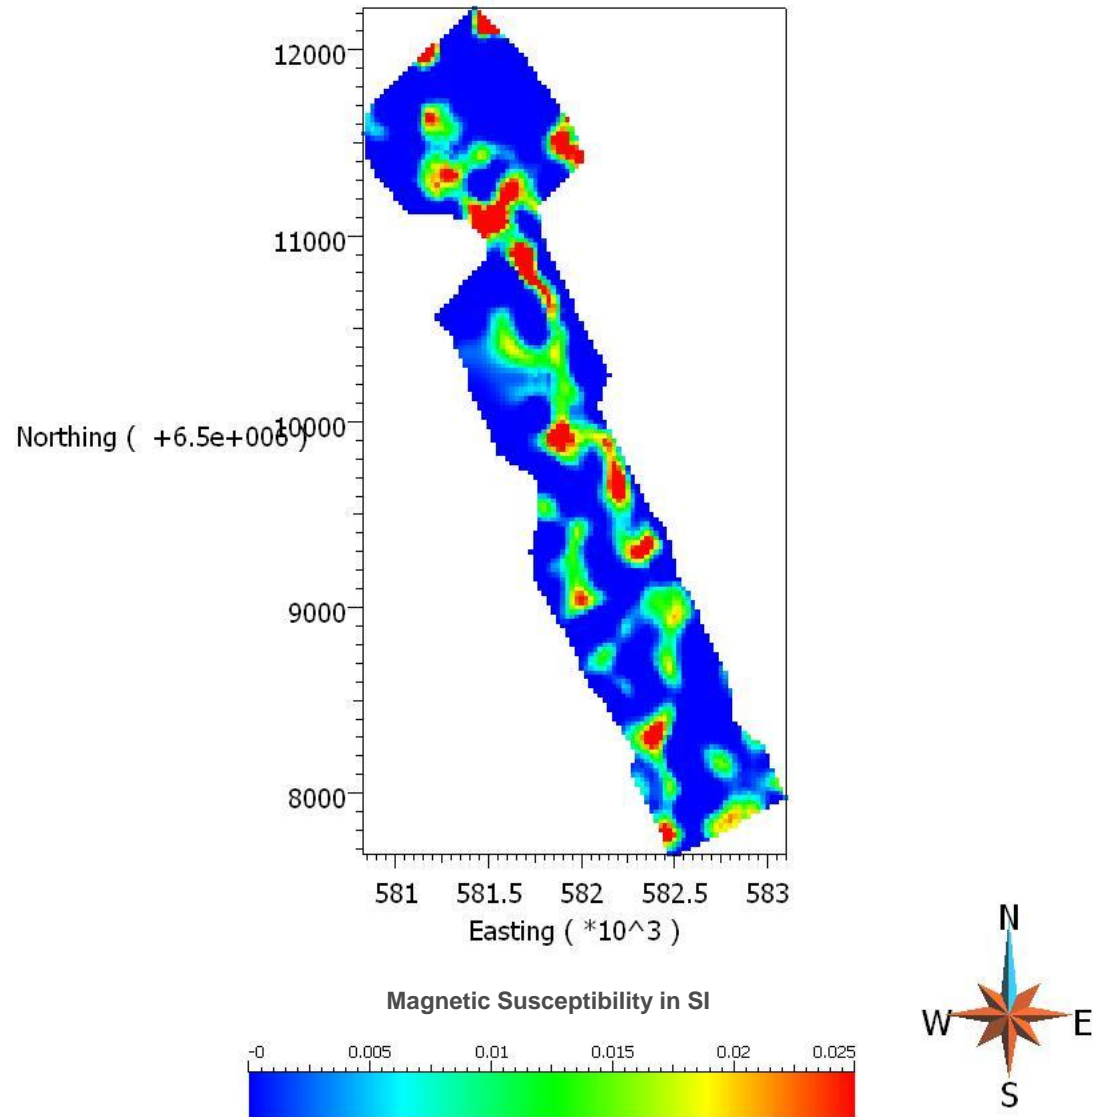 12000
11000
Northing ( +6.5e+006 )
10000
9000
8000
581 581.5 582 582.5 583
Easting ( *10^3 )
N
Magnetic Susceptibility in SI
W E
-0 0.005 0.01 0.015 0.02 0.025
S